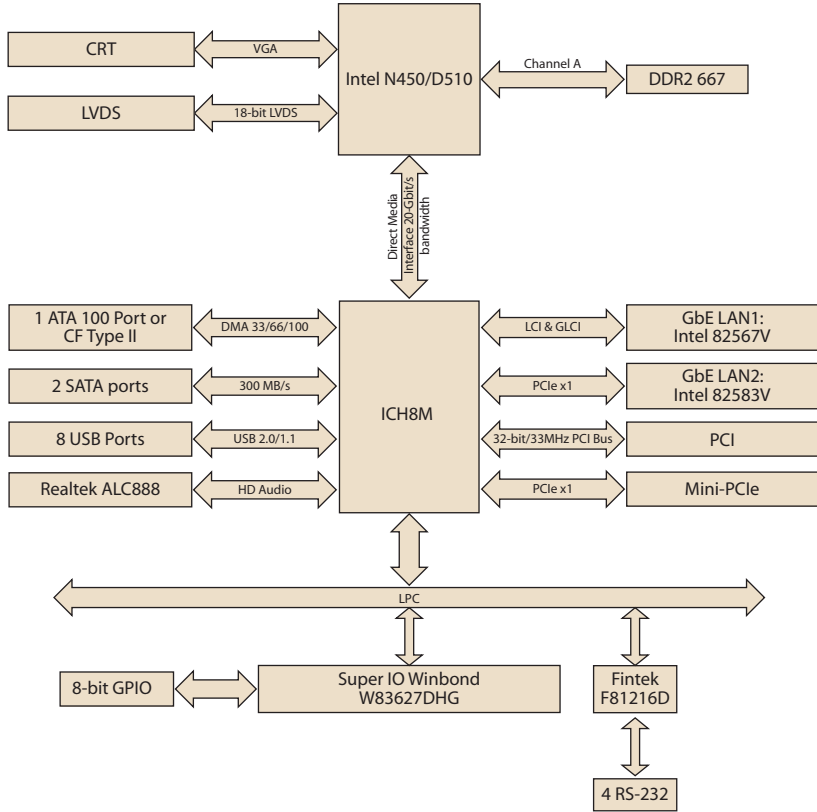 CRT
VGA
Intel N450/D510
Channel A
DDR2 667
LVDS
18-bit LVDS
Direct Media
Interface 20-Gbit/s
bandwidth
1 ATA 100 Port or
CF Type II
DMA 33/66/100
ICH8M
LCI & GLCI
GbE LAN1:
Intel 82567V
2 SATA ports
300 MB/s
PCIe x1
GbE LAN2:
Intel 82583V
8 USB Ports
USB 2.0/1.1
32-bit/33MHz PCI Bus
PCI
Realtek ALC888
HD Audio
PCIe x1
Mini-PCIe
LPC
8-bit GPIO
Super IO Winbond
W83627DHG
Fintek
F81216D
4 RS-232